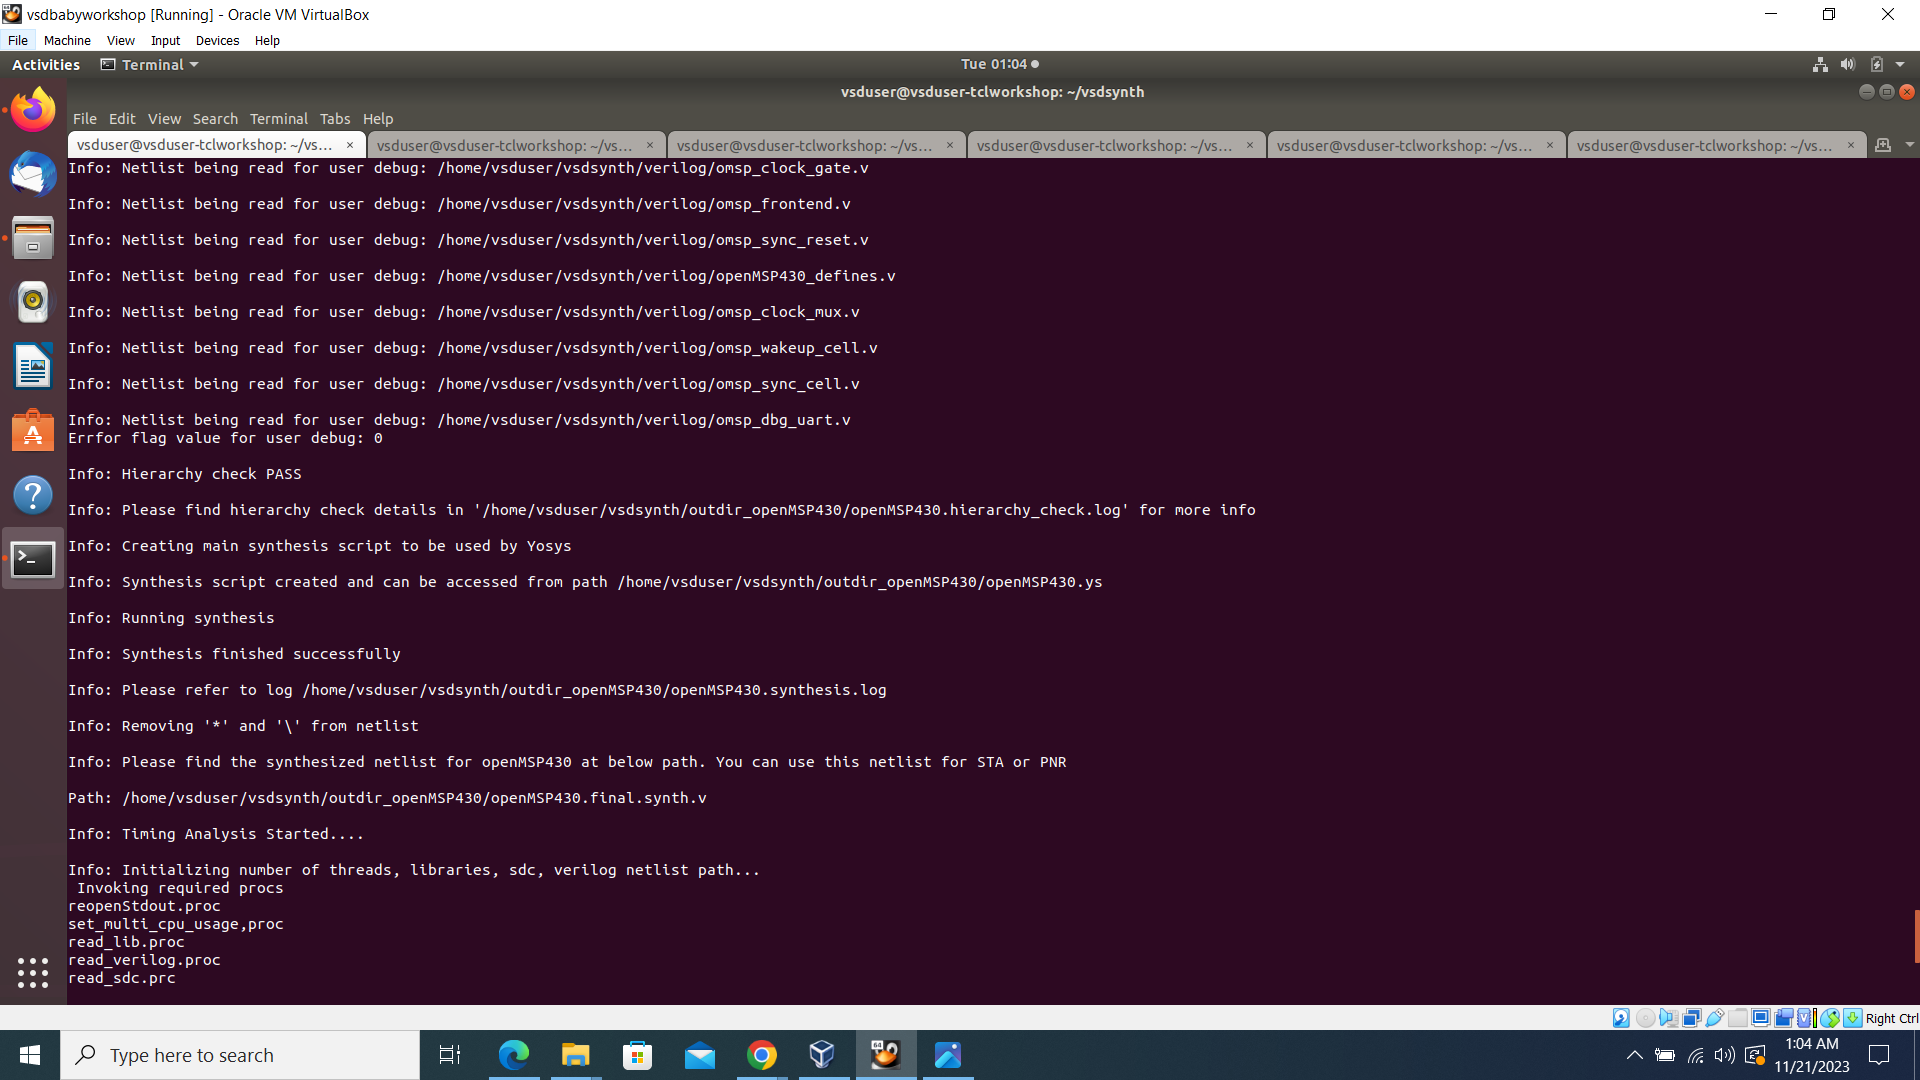 vsdbabyworkshop [Running] - Oracle VM VirtualBox
File Machine View Input Devices Help
Activities Terminal Tue 01:04
vsduser@vsduser-tclworkshop: ~/vsdsynth
File Edit View Search Terminal Tabs Help
vsduser@vsduser-tclworkshop: ~/vs... × vsduser@vsduser-tclworkshop: ~/vs... × vsduser@vsduser-tclworkshop: ~/vs... × vsduser@vsduser-tclworkshop: ~/vs... × vsduser@vsduser-tclworkshop: ~/vs... × vsduser@vsduser-tclworkshop: ~/vs... ×
Info: Netlist being read for user debug: /home/vsduser/vsdsynth/verilog/omsp_clock_gate.v
Info: Netlist being read for user debug: /home/vsduser/vsdsynth/verilog/omsp_frontend.v
Info: Netlist being read for user debug: /home/vsduser/vsdsynth/verilog/omsp_sync_reset.v
Info: Netlist being read for user debug: /home/vsduser/vsdsynth/verilog/openMSP430_defines.v
Info: Netlist being read for user debug: /home/vsduser/vsdsynth/verilog/omsp_clock_mux.v
Info: Netlist being read for user debug: /home/vsduser/vsdsynth/verilog/omsp_wakeup_cell.v
Info: Netlist being read for user debug: /home/vsduser/vsdsynth/verilog/omsp_sync_cell.v
Info: Netlist being read for user debug: /home/vsduser/vsdsynth/verilog/omsp_dbg_uart.v
Errfor flag value for user debug: 0
Info: Hierarchy check PASS
Info: Please find hierarchy check details in '/home/vsduser/vsdsynth/outdir_openMSP430/openMSP430.hierarchy_check.log' for more info
Info: Creating main synthesis script to be used by Yosys
Info: Synthesis script created and can be accessed from path /home/vsduser/vsdsynth/outdir_openMSP430/openMSP430.ys
Info: Running synthesis
Info: Synthesis finished successfully
Info: Please refer to log /home/vsduser/vsdsynth/outdir_openMSP430/openMSP430.synthesis.log
Info: Removing '*' and '\' from netlist
Info: Please find the synthesized netlist for openMSP430 at below path. You can use this netlist for STA or PNR
Path: /home/vsduser/vsdsynth/outdir_openMSP430/openMSP430.final.synth.v
Info: Timing Analysis Started....
Info: Initializing number of threads, libraries, sdc, verilog netlist path...
Invoking required procs
reopenStdout.proc
set_multi_cpu_usage,proc
read_lib.proc
read_verilog.proc
read_sdc.prc
Right Ctrl
Type here to search
1:04 AM
11/21/2023